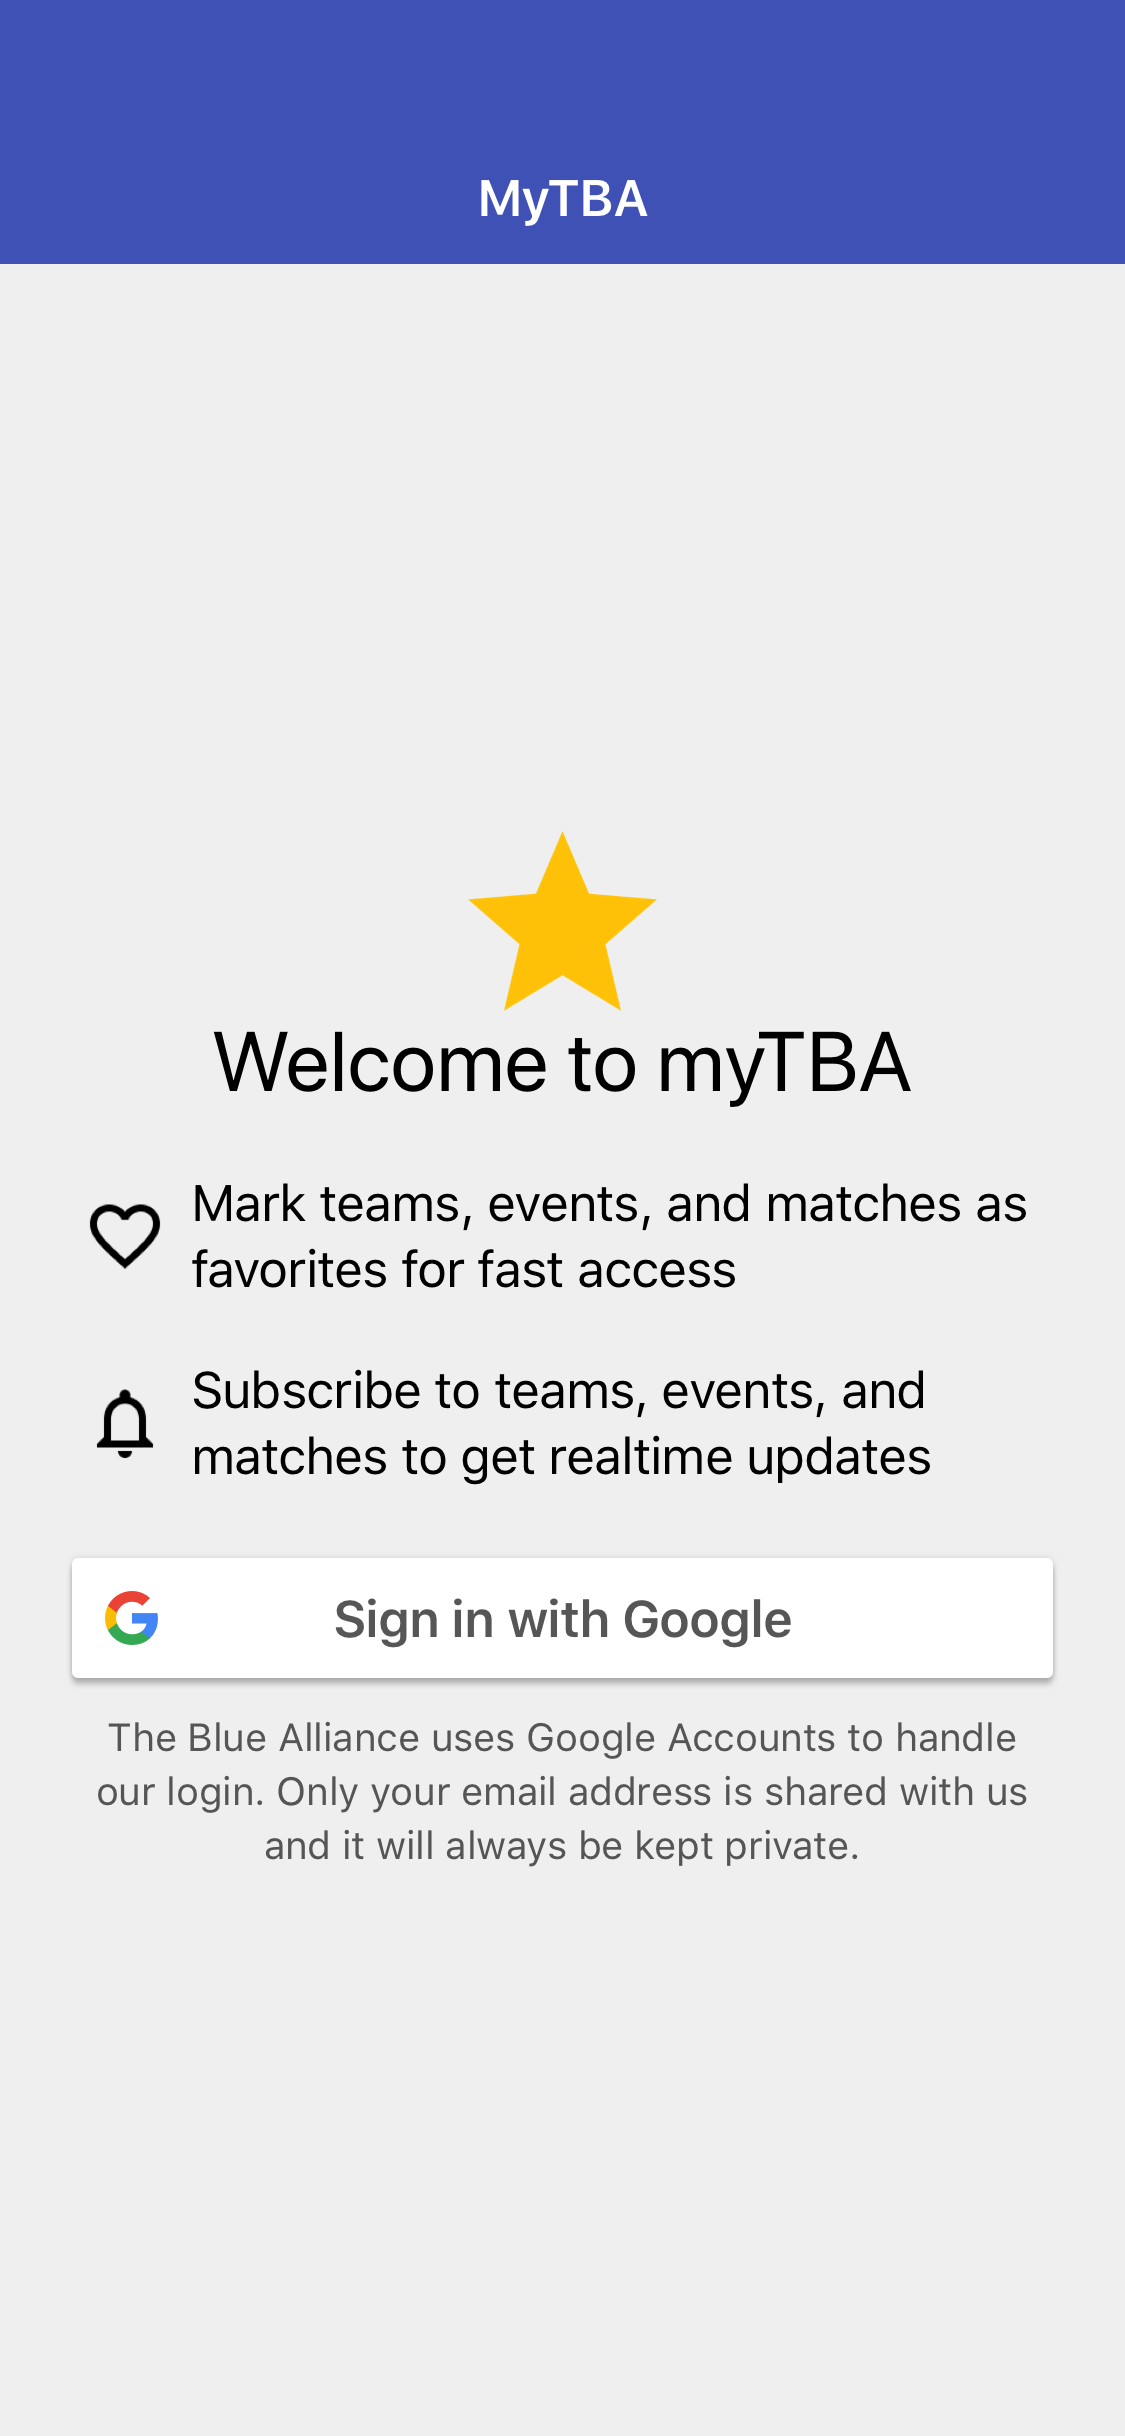 MyTBA
Welcome to myTBA
Mark teams, events, and matches as
favorites for fast access
Subscribe to teams, events, and
matches to get realtime updates
Sign in with Google
The Blue Alliance uses Google Accounts to handle
our login. Only your email address is shared with us
and it will always be kept private.